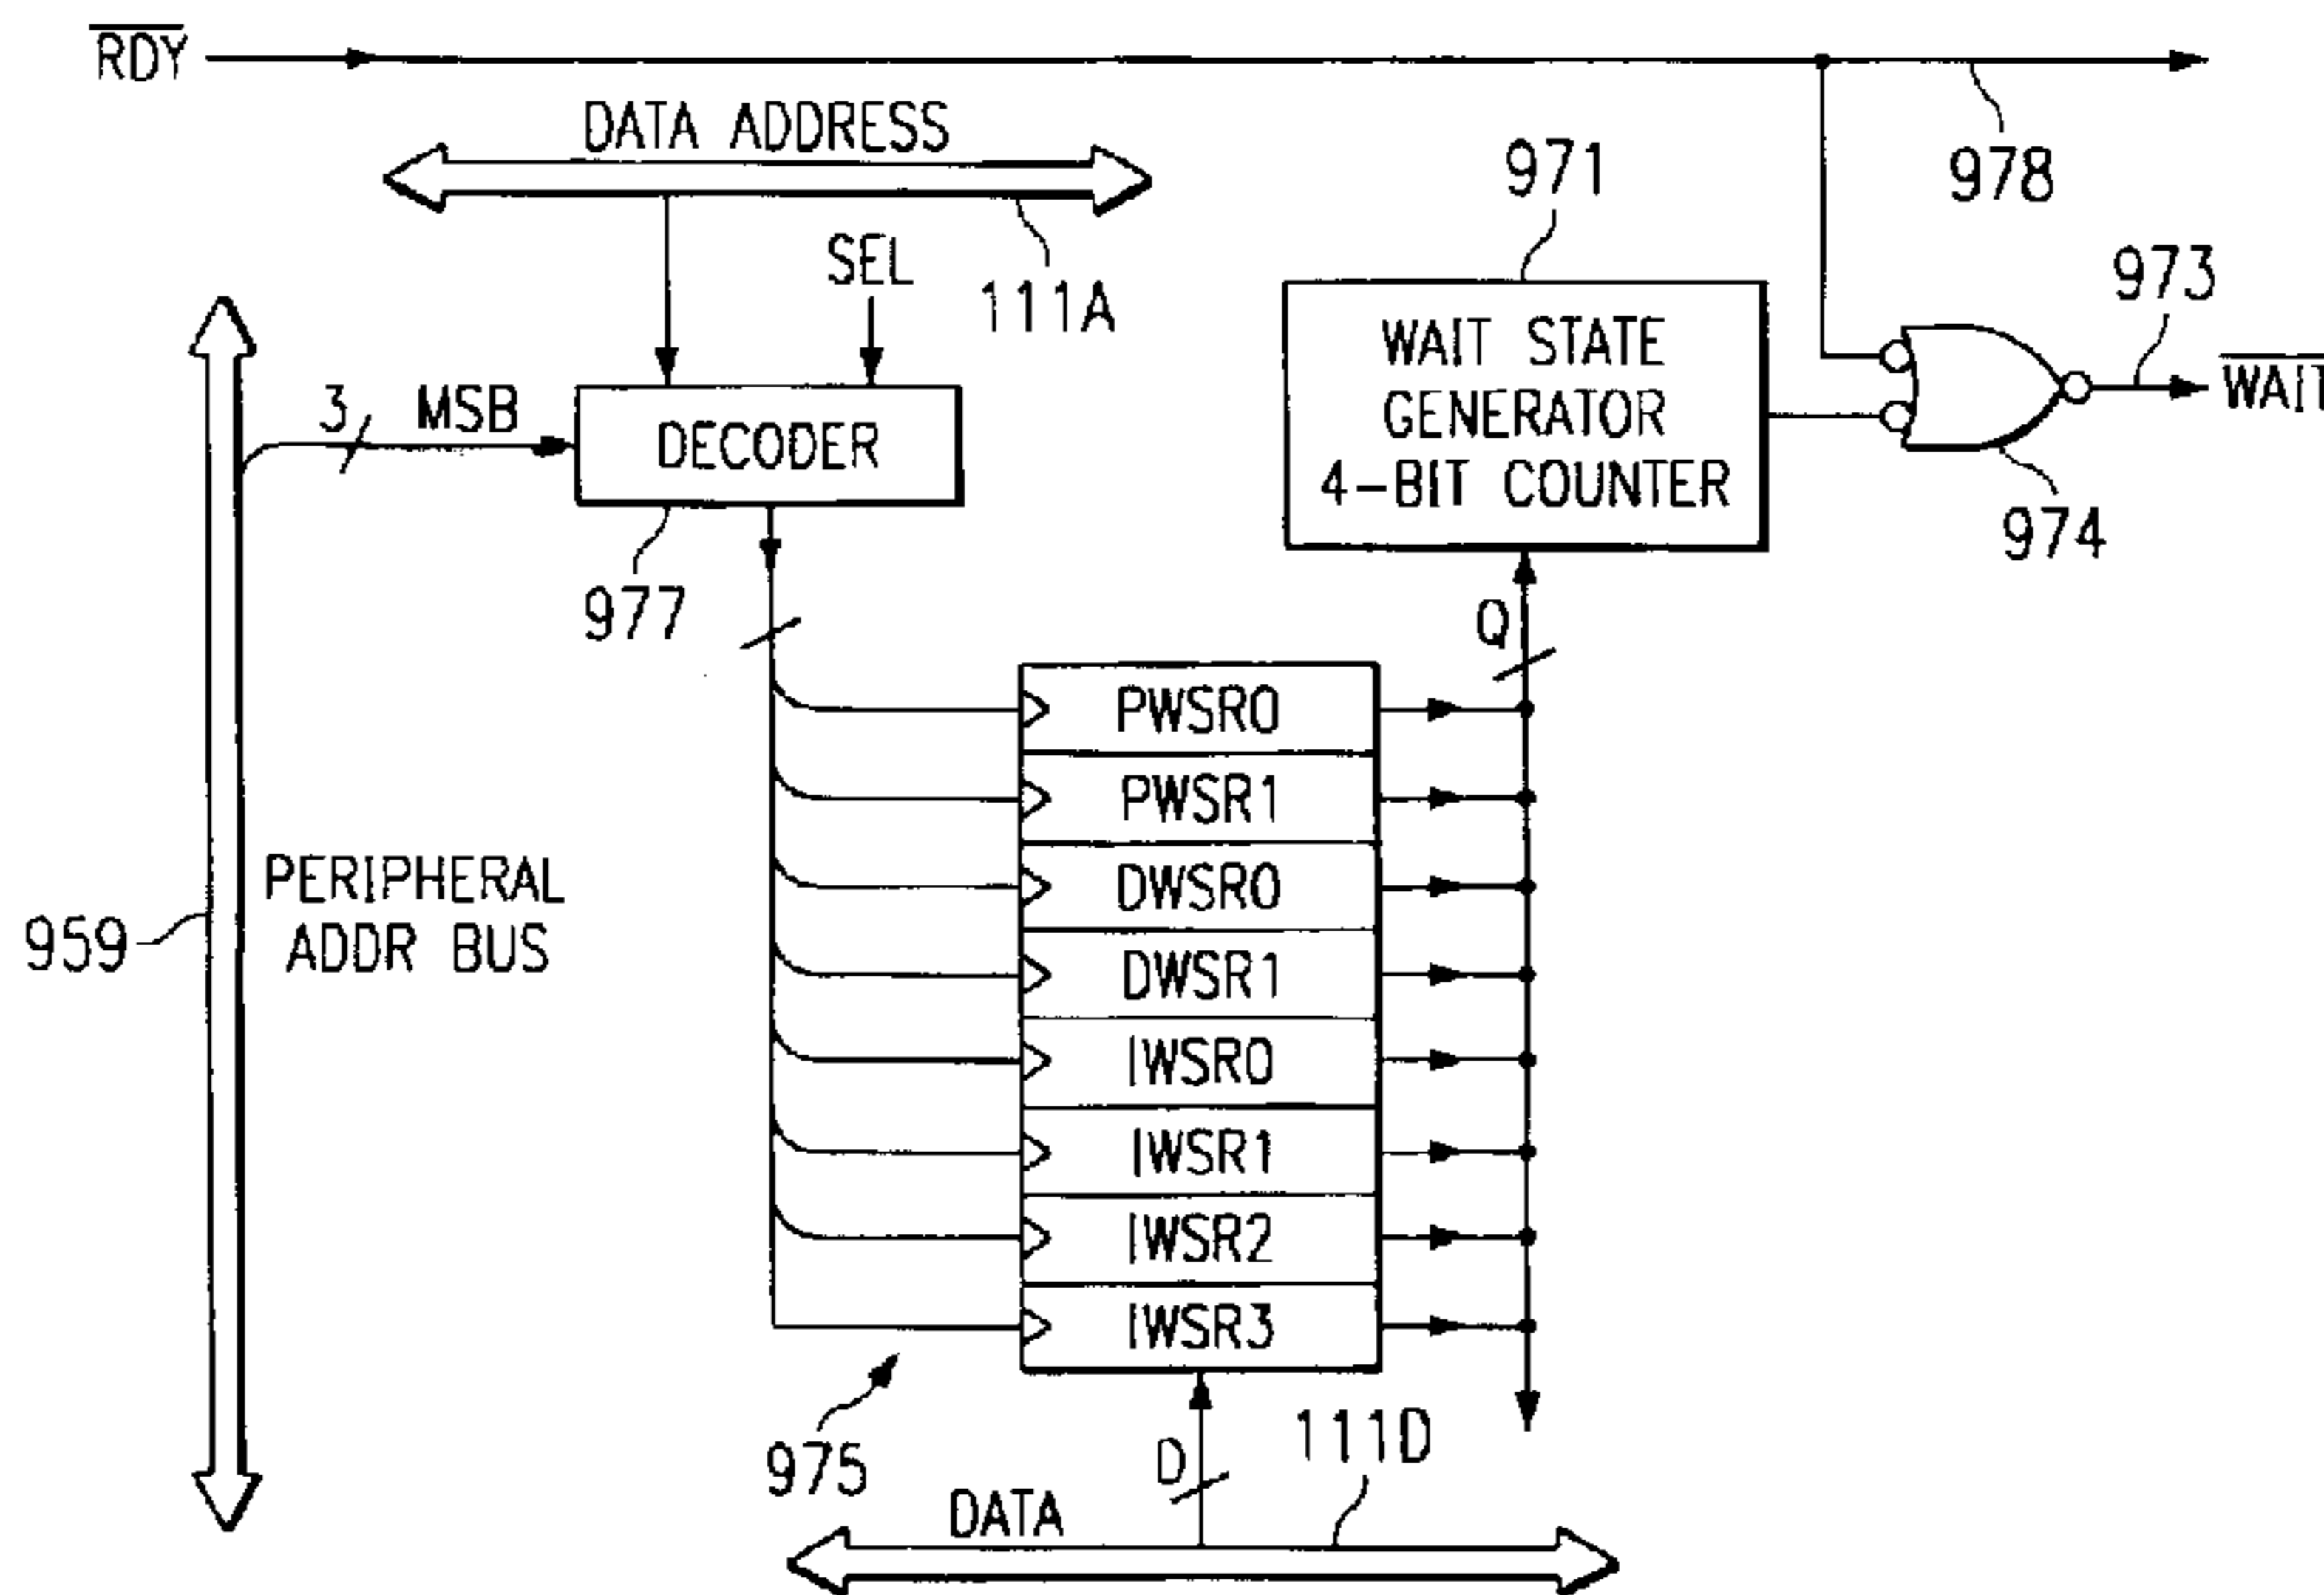 RDY
DATA ADDRESS
971
978
SEL
111A
973
WAIT STATE
GENERATOR
4-BIT COUNTER
WAIT
3
MSB
DECODER
974
977
Q
PWSR0
PWSR1
DWSR0
PERIPHERAL
ADDR BUS
959
DWSR1
IWSR0
IWSR1
IWSR2
IWSR3
975
D
111D
DATA